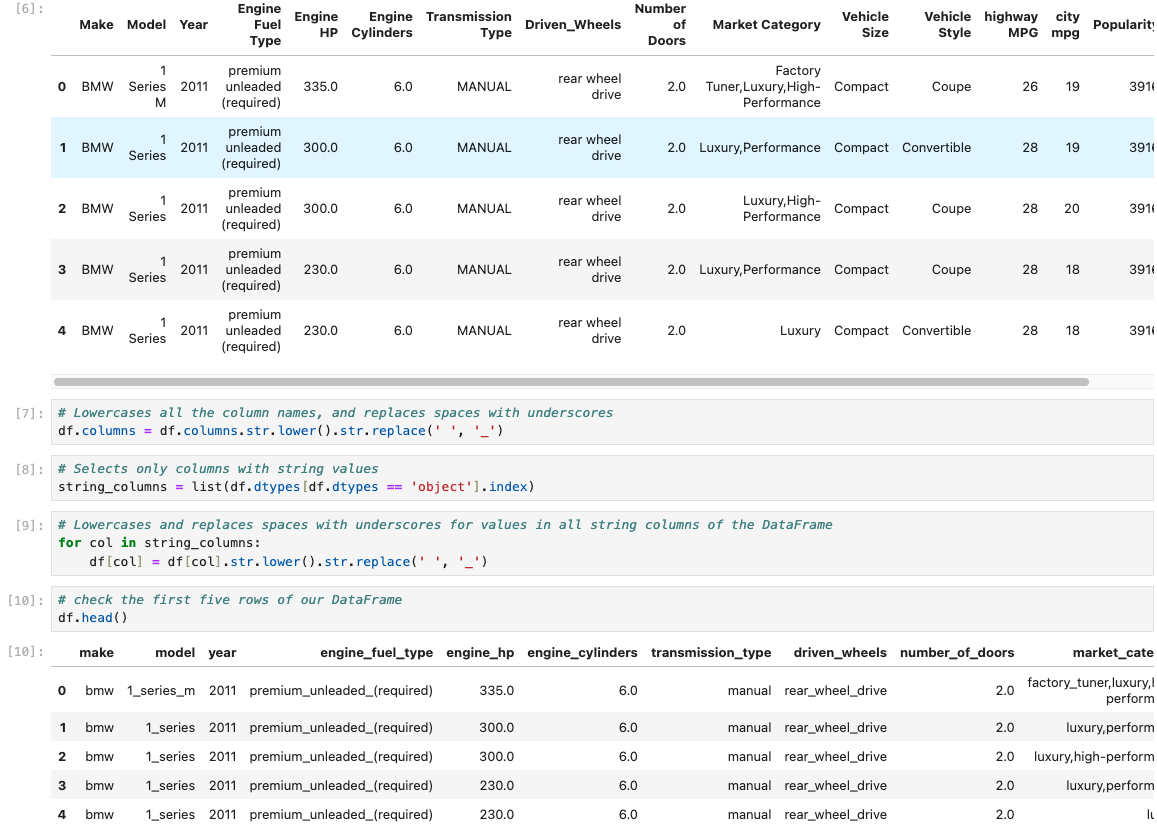 [6]:
Make Model Year Engine Fuel Type Engine HP Engine Cylinders Transmission Type Driven_Wheels Number of Doors Market Category Vehicle Size Vehicle Style highway MPG city mpg Popularity
0 BMW 1 Series M 2011 premium unleaded (required) 335.0 6.0 MANUAL rear wheel drive 2.0 Factory Tuner,Luxury,High-Performance Compact Coupe 26 19 3916
1 BMW 1 Series 2011 premium unleaded (required) 300.0 6.0 MANUAL rear wheel drive 2.0 Luxury,Performance Compact Convertible 28 19 3916
2 BMW 1 Series 2011 premium unleaded (required) 300.0 6.0 MANUAL rear wheel drive 2.0 Luxury,High-Performance Compact Coupe 28 20 3916
3 BMW 1 Series 2011 premium unleaded (required) 230.0 6.0 MANUAL rear wheel drive 2.0 Luxury,Performance Compact Coupe 28 18 3916
4 BMW 1 Series 2011 premium unleaded (required) 230.0 6.0 MANUAL rear wheel drive 2.0 Luxury Compact Convertible 28 18 3916
[7]: # Lowercases all the column names, and replaces spaces with underscores
df.columns = df.columns.str.lower().str.replace(' ', '_')
[8]: # Selects only columns with string values
string_columns = list(df.dtypes[df.dtypes == 'object'].index)
[9]: # Lowercases and replaces spaces with underscores for values in all string columns of the DataFrame
for col in string_columns:
    df[col] = df[col].str.lower().str.replace(' ', '_')
[10]: # check the first five rows of our DataFrame
df.head()
[10]: make model year engine_fuel_type engine_hp engine_cylinders transmission_type driven_wheels number_of_doors market_cate
0 bmw 1_series_m 2011 premium_unleaded_(required) 335.0 6.0 manual rear_wheel_drive 2.0 factory_tuner,luxury,h perform
1 bmw 1_series 2011 premium_unleaded_(required) 300.0 6.0 manual rear_wheel_drive 2.0 luxury,perform
2 bmw 1_series 2011 premium_unleaded_(required) 300.0 6.0 manual rear_wheel_drive 2.0 luxury,high-perform
3 bmw 1_series 2011 premium_unleaded_(required) 230.0 6.0 manual rear_wheel_drive 2.0 luxury,perform
4 bmw 1_series 2011 premium_unleaded_(required) 230.0 6.0 manual rear_wheel_drive 2.0